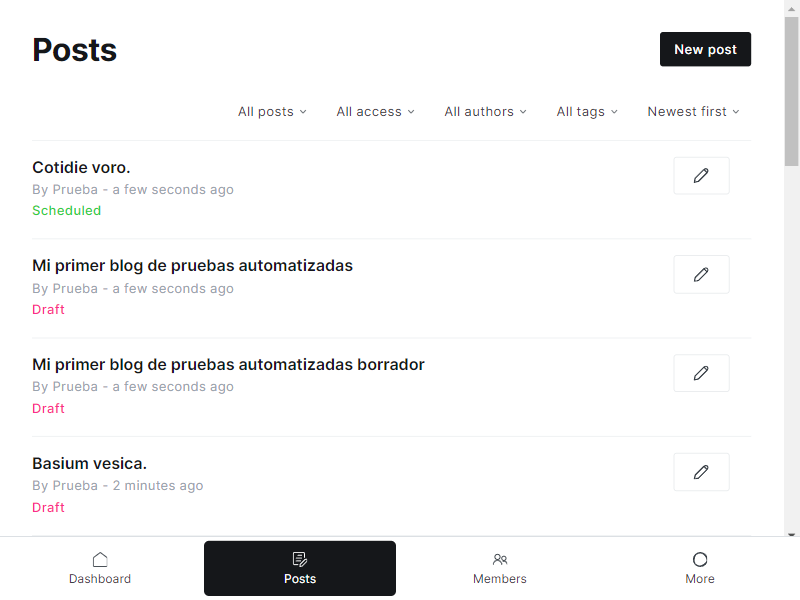 Posts
New post
All posts
All access
All authors
All tags
Newest first
Cotidie voro.
By Prueba - a few seconds ago
Scheduled
Mi primer blog de pruebas automatizadas
By Prueba - a few seconds ago
Draft
Mi primer blog de pruebas automatizadas borrador
By Prueba - a few seconds ago
Draft
Basium vesica.
By Prueba - 2 minutes ago
Draft
Dashboard
Posts
Members
More